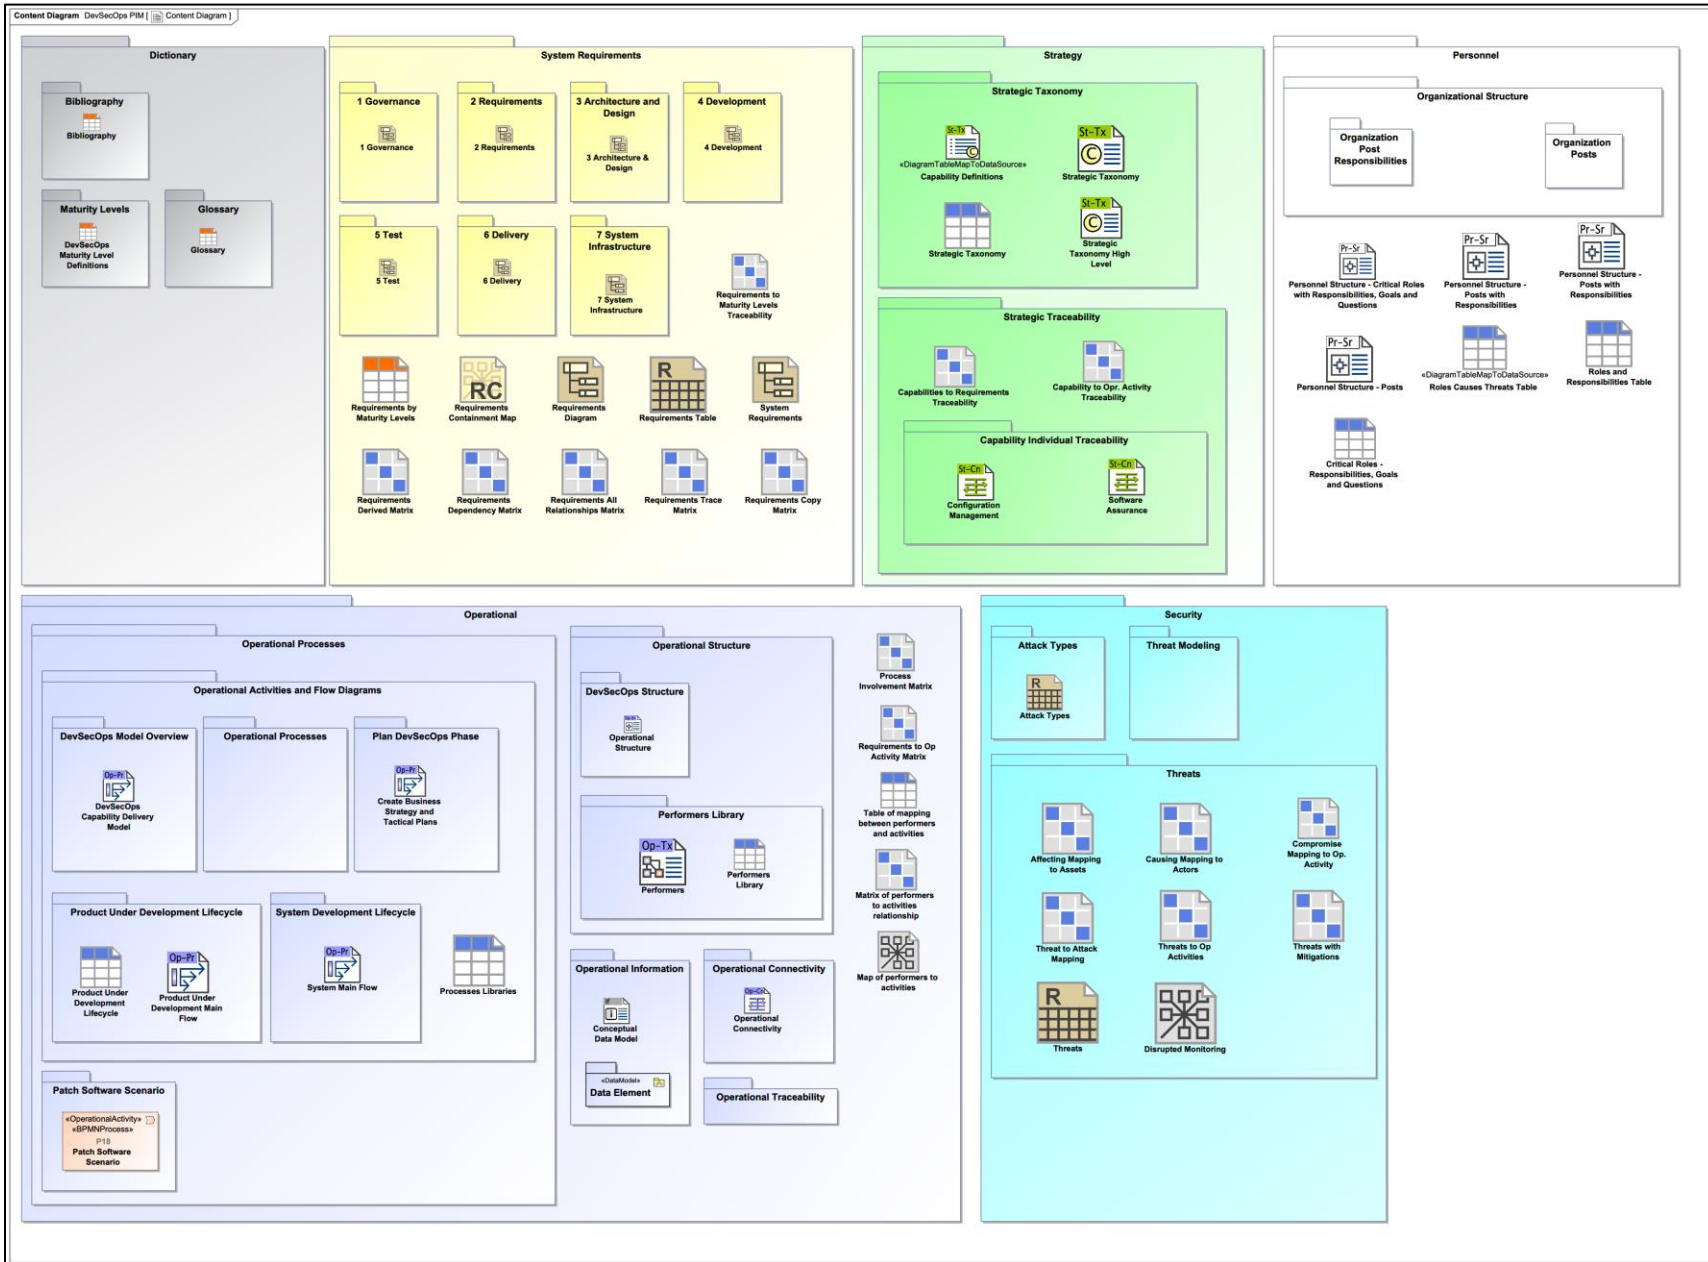 Content Diagram DevSecOps PIM [ Content Diagram ]
Dictionary
Bibliography
Bibliography
Maturity Levels
DevSecOps
Maturity Level
Definitions
Glossary
Glossary
System Requirements
1 Governance
1 Governance
2 Requirements
2 Requirements
3 Architecture and
Design
3 Architecture &
Design
4 Development
4 Development
5 Test
5 Test
6 Delivery
6 Delivery
7 System
Infrastructure
7 System
Infrastructure
Requirements to
Maturity Levels
Traceability
Requirements by
Maturity Levels
RC
Requirements
Containment Map
Requirements
Diagram
R
Requirements Table
System
Requirements
Requirements
Derived Matrix
Requirements
Dependency Matrix
Requirements All
Relationships Matrix
Requirements Trace
Matrix
Requirements Copy
Matrix
Strategy
Strategic Taxonomy
St-Tx
C
«DiagramTableMapToDataSource»
Capability Definitions
St-Tx
C
Strategic Taxonomy
Strategic Taxonomy
St-Tx
C
Strategic
Taxonomy High
Level
Strategic Traceability
Capabilities to Requirements
Traceability
Capability to Opr. Activity
Traceability
Capability Individual Traceability
St-Cn
Configuration
Management
St-Cn
Software
Assurance
Personnel
Organizational Structure
Organization
Post
Responsibilities
Organization
Posts
Pr-Sr
Personnel Structure - Critical Roles
with Responsibilities, Goals and
Questions
Pr-Sr
Personnel Structure -
Posts with
Responsibilities
Pr-Sr
Personnel Structure -
Posts with
Responsibilities
Pr-Sr
Personnel Structure - Posts
«DiagramTableMapToDataSource»
Roles Causes Threats Table
Roles and
Responsibilities Table
Critical Roles -
Responsibilities, Goals
and Questions
Operational
Operational Processes
Operational Activities and Flow Diagrams
DevSecOps Model Overview
Op-Pr
DevSecOps
Capability Delivery
Model
Operational Processes
Plan DevSecOps Phase
Op-Pr
Create Business
Strategy and
Tactical Plans
Product Under Development Lifecycle
Product Under
Development
Lifecycle
Op-Pr
Product Under
Development Main
Flow
System Development Lifecycle
Op-Pr
System Main Flow
Processes Libraries
Patch Software Scenario
«OperationalActivity»
«BPMNProcess»
P18
Patch Software
Scenario
Operational Structure
DevSecOps Structure
Operational
Structure
Performers Library
Op-Tx
Performers
Performers
Library
Operational Information
Conceptual
Data Model
«DataModel»
Data Element
Operational Connectivity
Op-Cn
Operational
Connectivity
Operational Traceability
Process
Involvement Matrix
Requirements to Op
Activity Matrix
Table of mapping
between performers
and activities
Matrix of performers
to activities
relationship
Map of performers to
activities
Security
Attack Types
R
Attack Types
Threat Modeling
Threats
Affecting Mapping
to Assets
Causing Mapping to
Actors
Compromise
Mapping to Op.
Activity
Threat to Attack
Mapping
Threats to Op
Activities
Threats with
Mitigations
R
Threats
Disrupted Monitoring